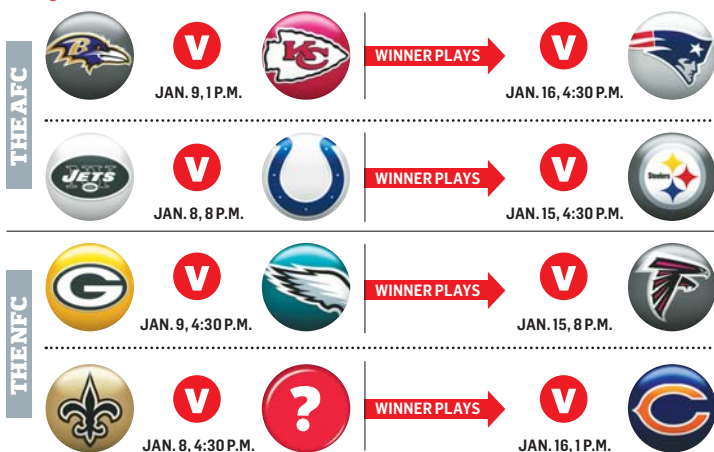 THE AFC
V
KC
WINNER PLAYS
V
JAN. 9, 1 P.M.
JAN. 16, 4:30 P.M.
JETS
V
WINNER PLAYS
V
Steelers
JAN. 8, 8 P.M.
JAN. 15, 4:30 P.M.
THE NFC
G
V
WINNER PLAYS
V
JAN. 9, 4:30 P.M.
JAN. 15, 8 P.M.
V
?
WINNER PLAYS
V
C
JAN. 8, 4:30 P.M.
JAN. 16, 1 P.M.